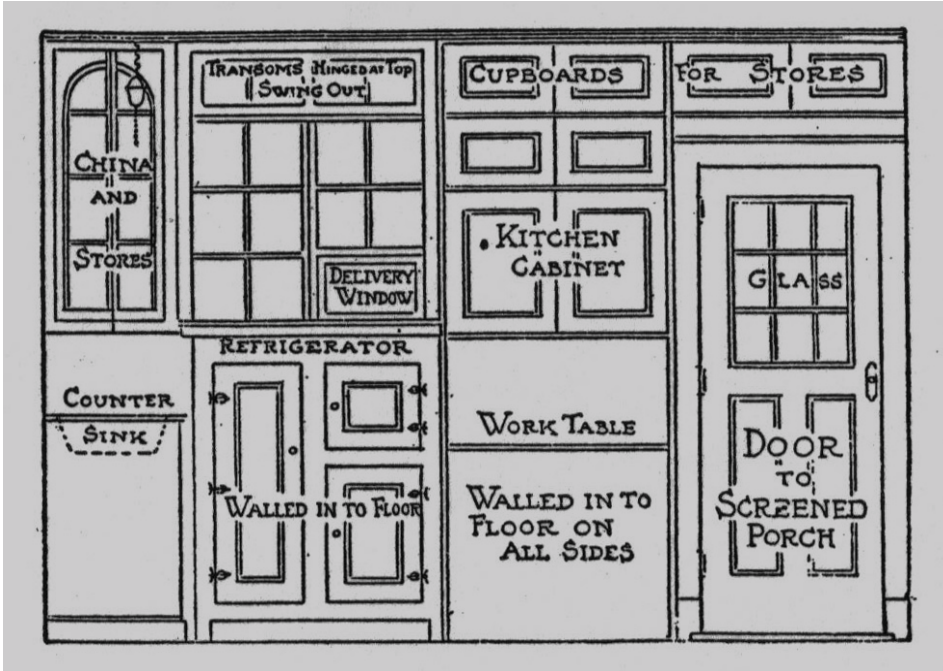 TRANSOMS HINGED AT TOP
SWING OUT
CUPBOARDS FOR STORES
CHINA
AND
STORES
KITCHEN
CABINET
DELIVERY
WINDOW
GLASS
REFRIGERATOR
COUNTER
SINK
WORK TABLE
DOOR
TO
SCREENED
PORCH
WALLED IN TO FLOOR
WALLED IN TO
FLOOR ON
ALL SIDES